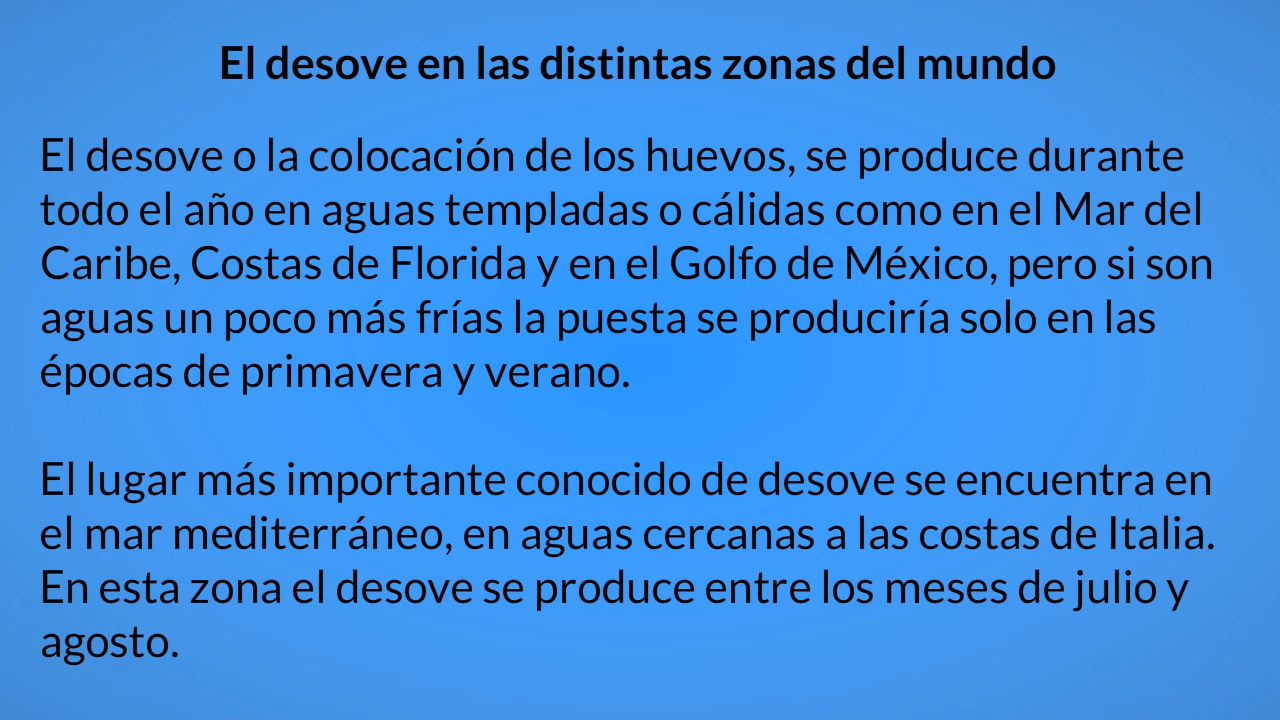 El desove en las distintas zonas del mundo
El desove o la colocación de los huevos, se produce durante
todo el año en aguas templadas o cálidas como en el Mar del
Caribe, Costas de Florida y en el Golfo de México, pero si son
aguas un poco más frías la puesta se produciría solo en las
épocas de primavera y verano.
El lugar más importante conocido de desove se encuentra en
el mar mediterráneo, en aguas cercanas a las costas de Italia.
En esta zona el desove se produce entre los meses de julio y
agosto.